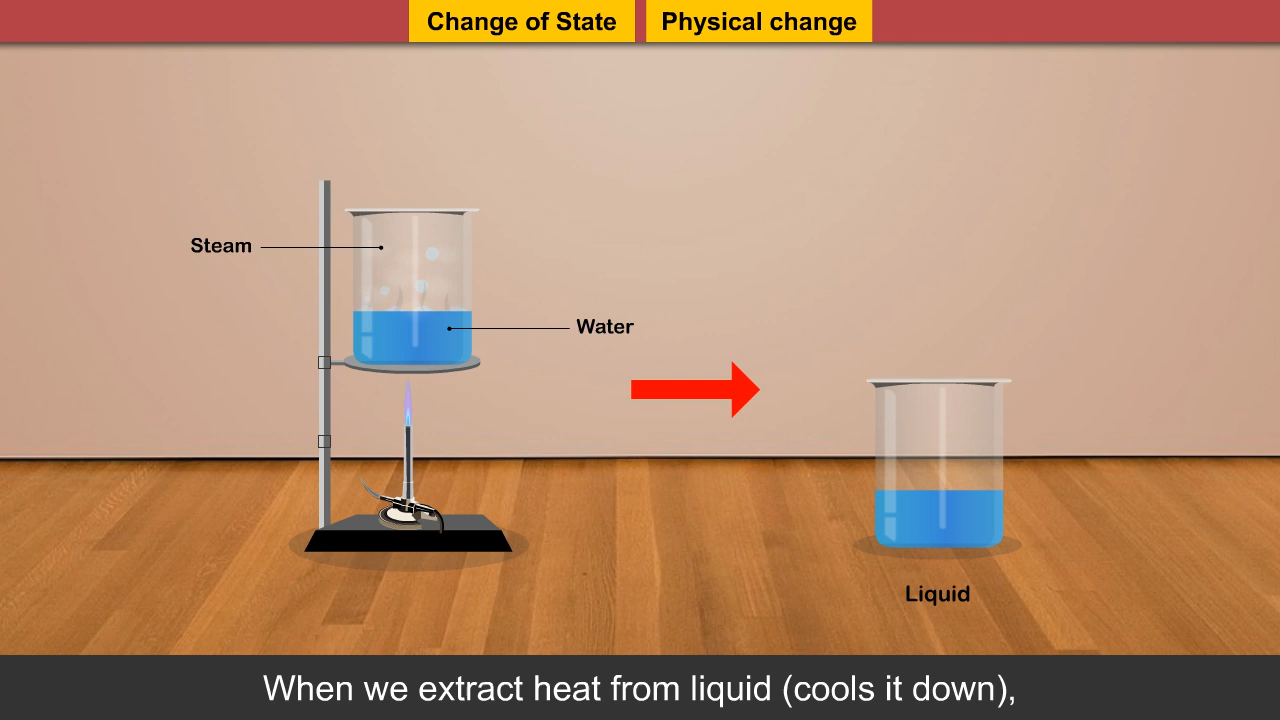 Change of State
Physical change
Steam
Water
Liquid
When we extract heat from liquid (cools it down),